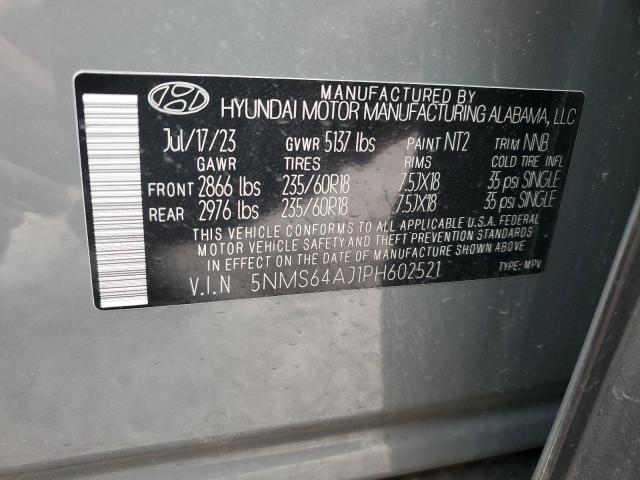 MANUFACTURED BY
HYUNDAI MOTOR MANUFACTURING ALABAMA, LLC
Jul/17/23 GVWR 5137 lbs PAINT NT2 TRIM NNB
GAWR TIRES RIMS COLD TIRE INFL
FRONT 2866 lbs 235/60R18 7.5JX18 35 psi SINGLE
REAR 2976 lbs 235/60R18 7.5JX18 35 psi SINGLE
THIS VEHICLE CONFORMS TO ALL APPLICABLE U.S.A. FEDERAL
MOTOR VEHICLE SAFETY AND THEFT PREVENTION STANDARDS
IN EFFECT ON THE DATE OF MANUFACTURE SHOWN ABOVE.
V.I.N 5NMS64AJ1PH602521 TYPE: MPV